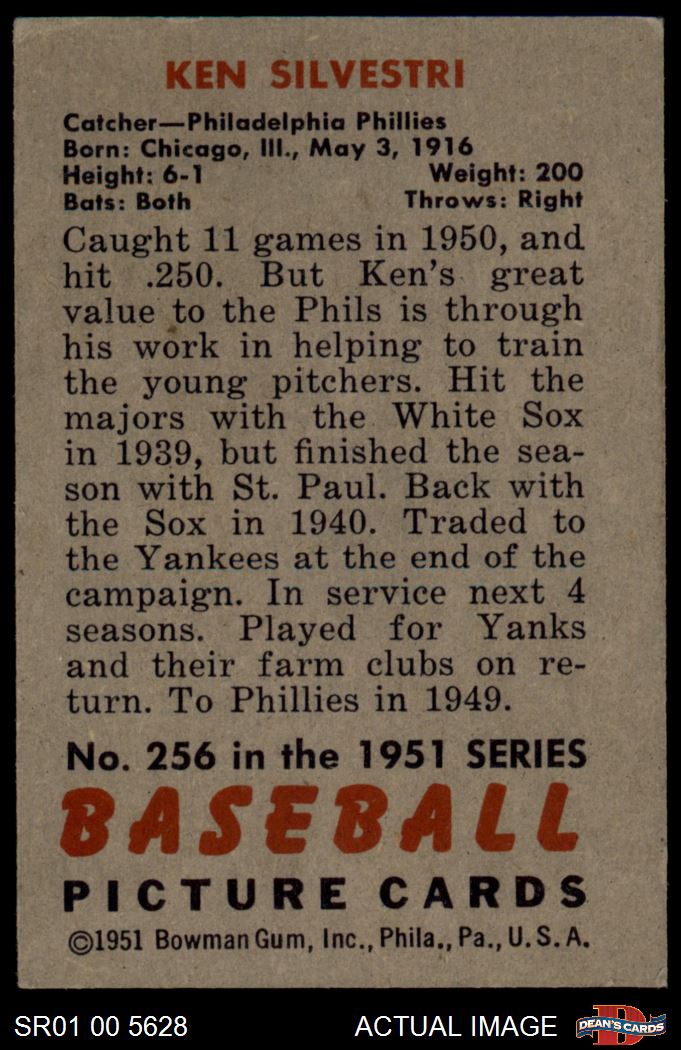 KEN SILVESTRI
Catcher—Philadelphia Phillies
Born: Chicago, Ill., May 3, 1916
Height: 6-1 Weight: 200
Bats: Both Throws: Right
Caught 11 games in 1950, and
hit .250. But Ken's great
value to the Phils is through
his work in helping to train
the young pitchers. Hit the
majors with the White Sox
in 1939, but finished the sea-
son with St. Paul. Back with
the Sox in 1940. Traded to
the Yankees at the end of the
campaign. In service next 4
seasons. Played for Yanks
and their farm clubs on re-
turn. To Phillies in 1949.
No. 256 in the 1951 SERIES
BASEBALL
PICTURE CARDS
©1951 Bowman Gum, Inc., Phila., Pa., U.S.A.
SR01 00 5628 ACTUAL IMAGE D DEAN'S CARDS